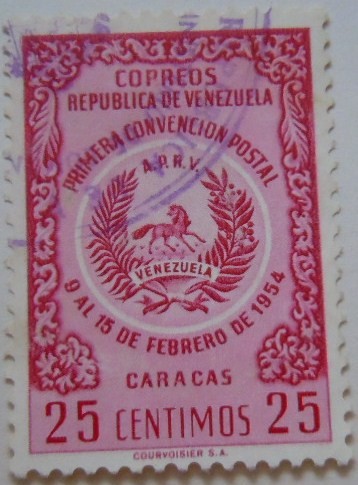 COPREOS
REPUBLICA DE VENEZUELA
PRIMERA CONVENCION POSTAL
A.P.R.V.
VENEZUELA
9 AL 15 DE FEBRERO DE 1954
CARACAS
25 CENTIMOS 25
COURVOISIER S.A.